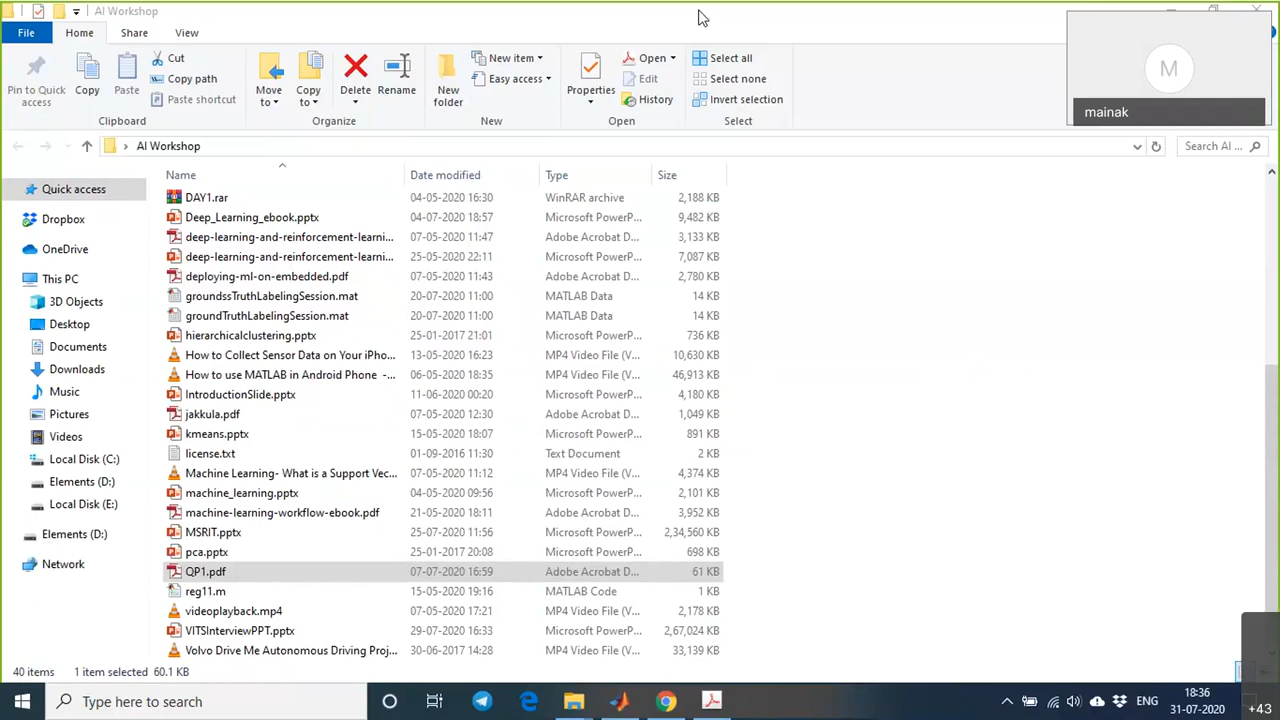 AI Workshop
File Home Share View
Pin to Quick access
Copy
Paste
Cut
Copy path
Paste shortcut
Clipboard
Move to
Copy to
Delete
Rename
Organize
New folder
New item
Easy access
New
Properties
Open
Edit
History
Open
Select all
Select none
Invert selection
Select
M
mainak
AI Workshop
Search AI ...
Quick access
Dropbox
OneDrive
This PC
3D Objects
Desktop
Documents
Downloads
Music
Pictures
Videos
Local Disk (C:)
Elements (D:)
Local Disk (E:)
Elements (D:)
Network
Name Date modified Type Size
DAY1.rar 04-05-2020 16:30 WinRAR archive 2,188 KB
Deep_Learning_ebook.pptx 04-07-2020 18:57 Microsoft PowerP... 9,482 KB
deep-learning-and-reinforcement-learni... 07-05-2020 11:47 Adobe Acrobat D... 3,133 KB
deep-learning-and-reinforcement-learni... 25-05-2020 22:11 Adobe Acrobat D... 7,087 KB
deploying-ml-on-embedded.pdf 07-05-2020 11:43 Adobe Acrobat D... 2,780 KB
groundssTruthLabelingSession.mat 20-07-2020 11:00 MATLAB Data 14 KB
groundTruthLabelingSession.mat 20-07-2020 11:00 MATLAB Data 14 KB
hierarchicalclustering.pptx 25-01-2017 21:01 Microsoft PowerP... 736 KB
How to Collect Sensor Data on Your iPho... 13-05-2020 16:23 MP4 Video File (V... 10,630 KB
How to use MATLAB in Android Phone -... 06-05-2020 18:35 MP4 Video File (V... 46,913 KB
IntroductionSlide.pptx 11-06-2020 00:20 Microsoft PowerP... 4,180 KB
jakkula.pdf 07-05-2020 12:30 Adobe Acrobat D... 1,049 KB
kmeans.pptx 15-05-2020 18:07 Microsoft PowerP... 891 KB
license.txt 01-09-2016 11:30 Text Document 2 KB
Machine Learning- What is a Support Vec... 07-05-2020 11:12 MP4 Video File (V... 4,374 KB
machine_learning.pptx 04-05-2020 09:56 Microsoft PowerP... 2,101 KB
machine-learning-workflow-ebook.pdf 21-05-2020 18:11 Adobe Acrobat D... 3,952 KB
MSRIT.pptx 25-07-2020 11:56 Microsoft PowerP... 2,34,560 KB
pca.pptx 25-01-2017 20:08 Microsoft PowerP... 698 KB
QP1.pdf 07-07-2020 16:59 Adobe Acrobat D... 61 KB
reg11.m 15-05-2020 19:16 MATLAB Code 1 KB
videoplayback.mp4 07-05-2020 17:21 MP4 Video File (V... 2,178 KB
VITSInterviewPPT.pptx 29-07-2020 16:33 Microsoft PowerP... 2,67,024 KB
Volvo Drive Me Autonomous Driving Proj... 30-06-2017 14:28 MP4 Video File (V... 33,139 KB
40 items 1 item selected 60.1 KB
Type here to search
ENG
18:36
31-07-2020
+43